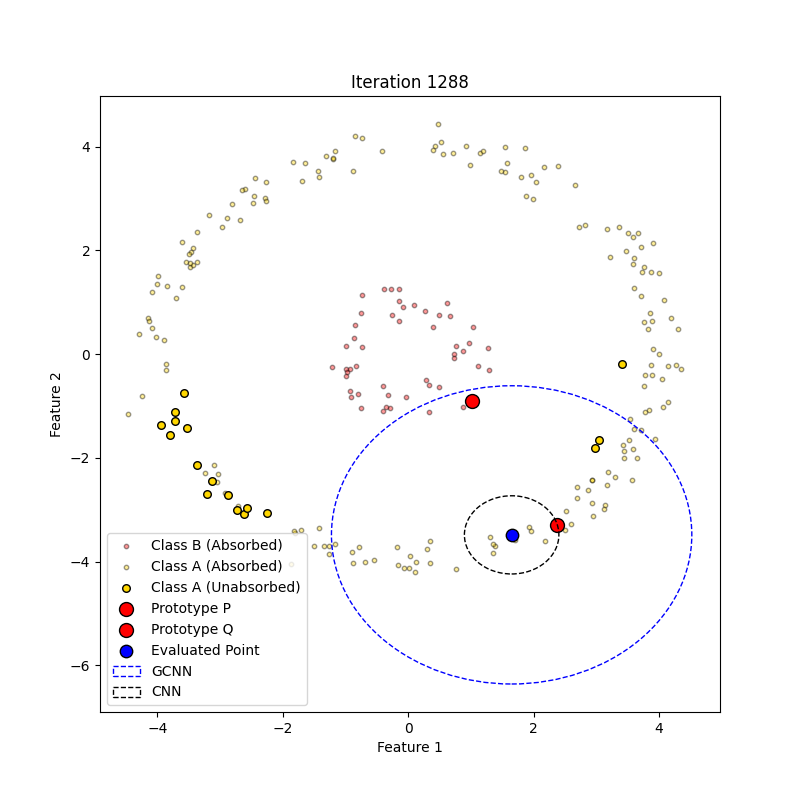 Iteration 1288
Feature 2
4
2
0
−2
−4
−6
Class B (Absorbed)
Class A (Absorbed)
Class A (Unabsorbed)
Prototype P
Prototype Q
Evaluated Point
GCNN
CNN
−4 −2 0 2 4
Feature 1